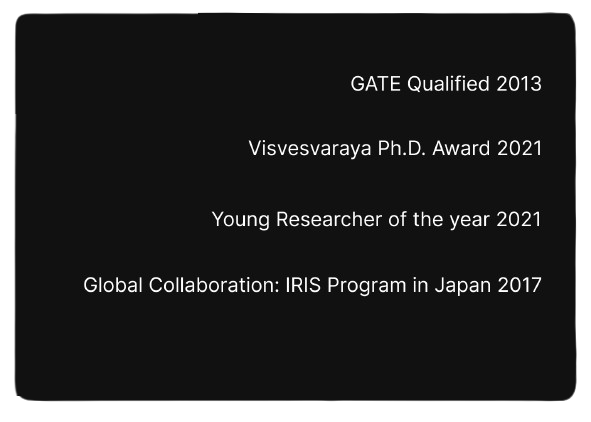 GATE Qualified 2013
Visvesvaraya Ph.D. Award 2021
Young Researcher of the year 2021
Global Collaboration: IRIS Program in Japan 2017